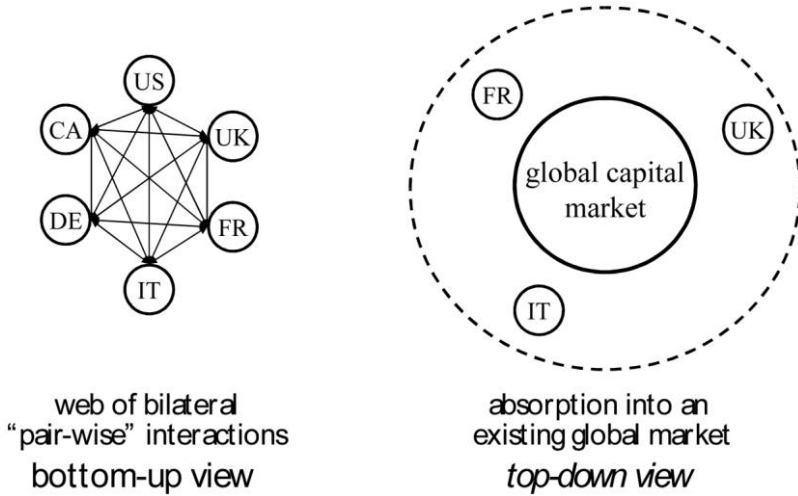 US
CA
UK
DE
FR
IT
web of bilateral
“pair-wise” interactions
bottom-up view
FR
UK
global capital
market
IT
absorption into an
existing global market
top-down view